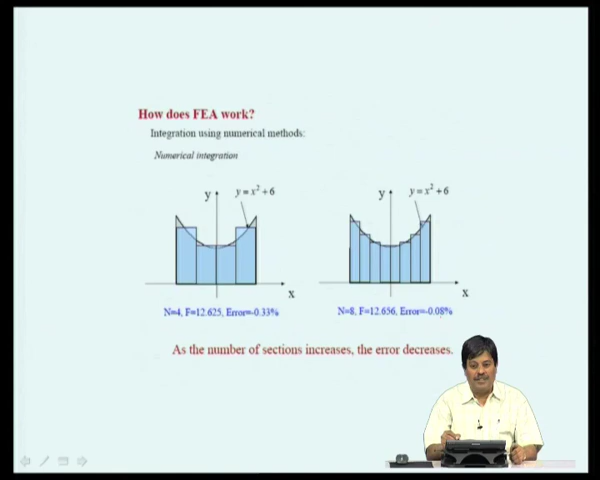 How does FEA work?
Integration using numerical methods:
Numerical integration
y
y = x² + 6
x
N=4, F=12.625, Error=-0.33%
y
y = x² + 6
x
N=8, F=12.656, Error=-0.08%
As the number of sections increases, the error decreases.